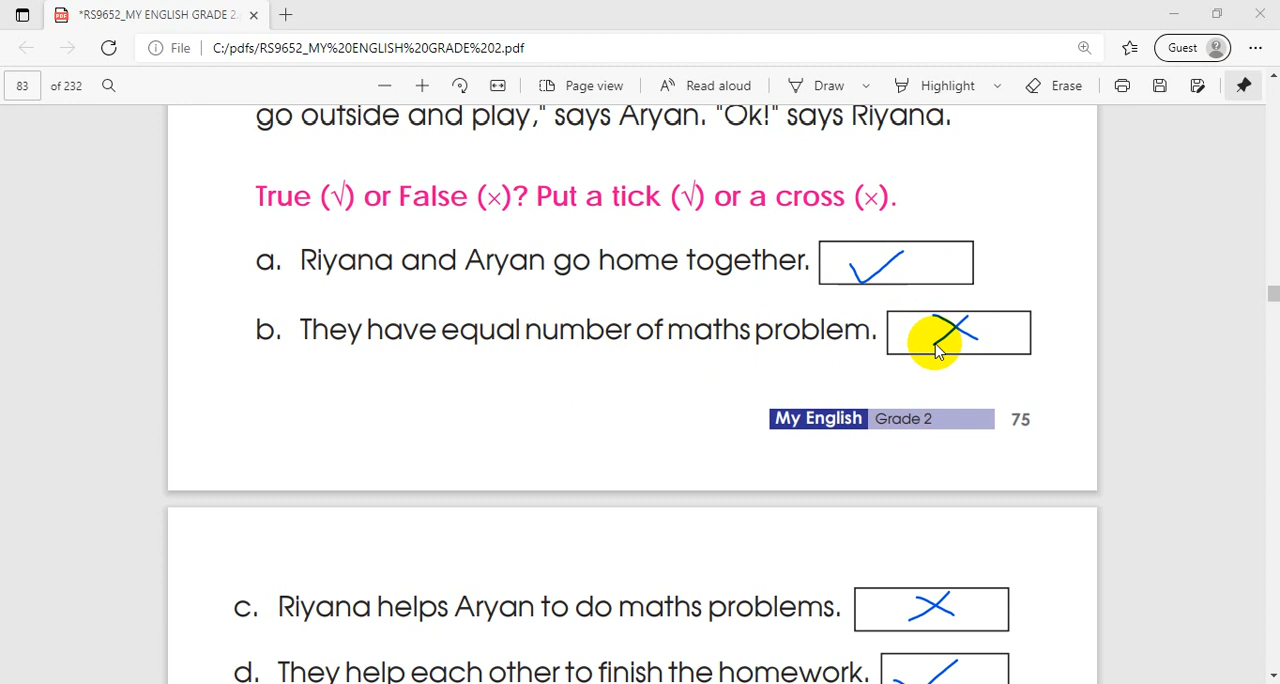 *RS9652_MY ENGLISH GRADE 2.
File C:/pdfs/RS9652_MY%20ENGLISH%20GRADE%202.pdf Guest
83 of 232 Page view Read aloud Draw Highlight Erase
go outside and play," says Aryan. "Ok!" says Riyana.
True (√) or False (×)? Put a tick (√) or a cross (×).
a. Riyana and Aryan go home together. ✓
b. They have equal number of maths problem. ×
My English Grade 2 75
c. Riyana helps Aryan to do maths problems. ×
d. They help each other to finish the homework. ✓